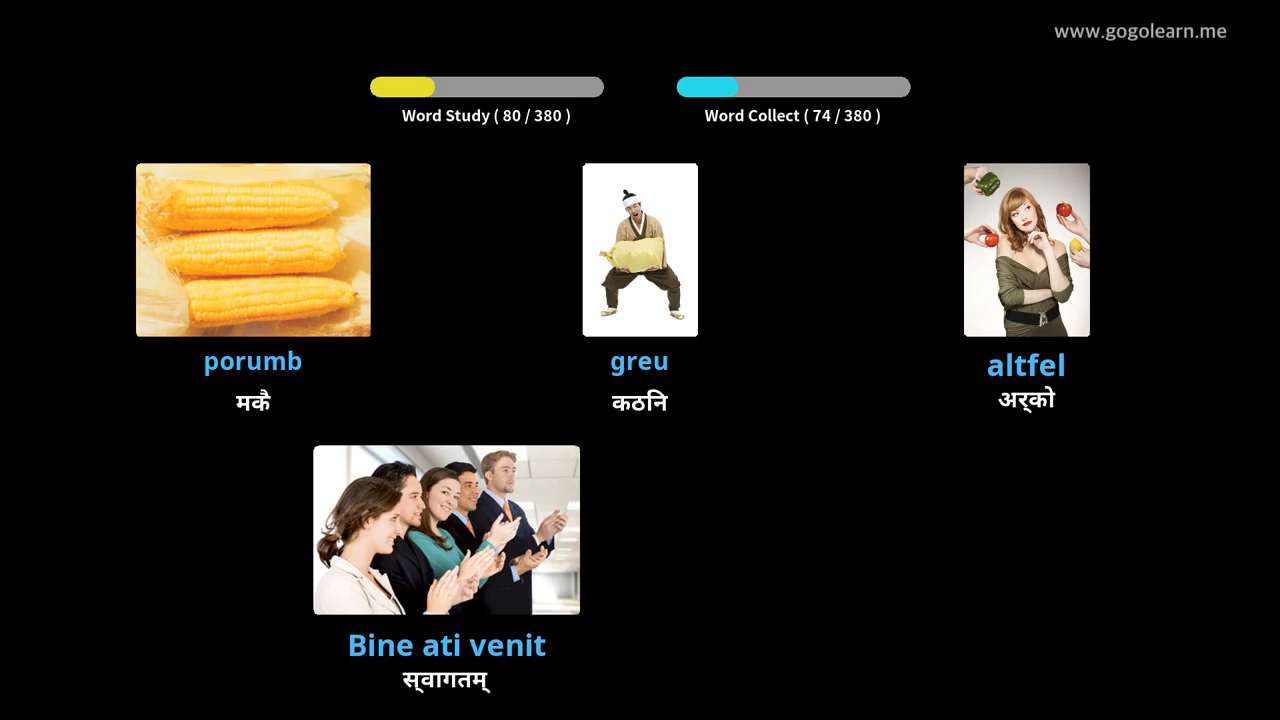 www.gogolearn.me
Word Study ( 80 / 380 )
Word Collect ( 74 / 380 )
porumb
greu
altfel
मकै
कठनि
अर्को
Bine ati venit
स्वागतम्